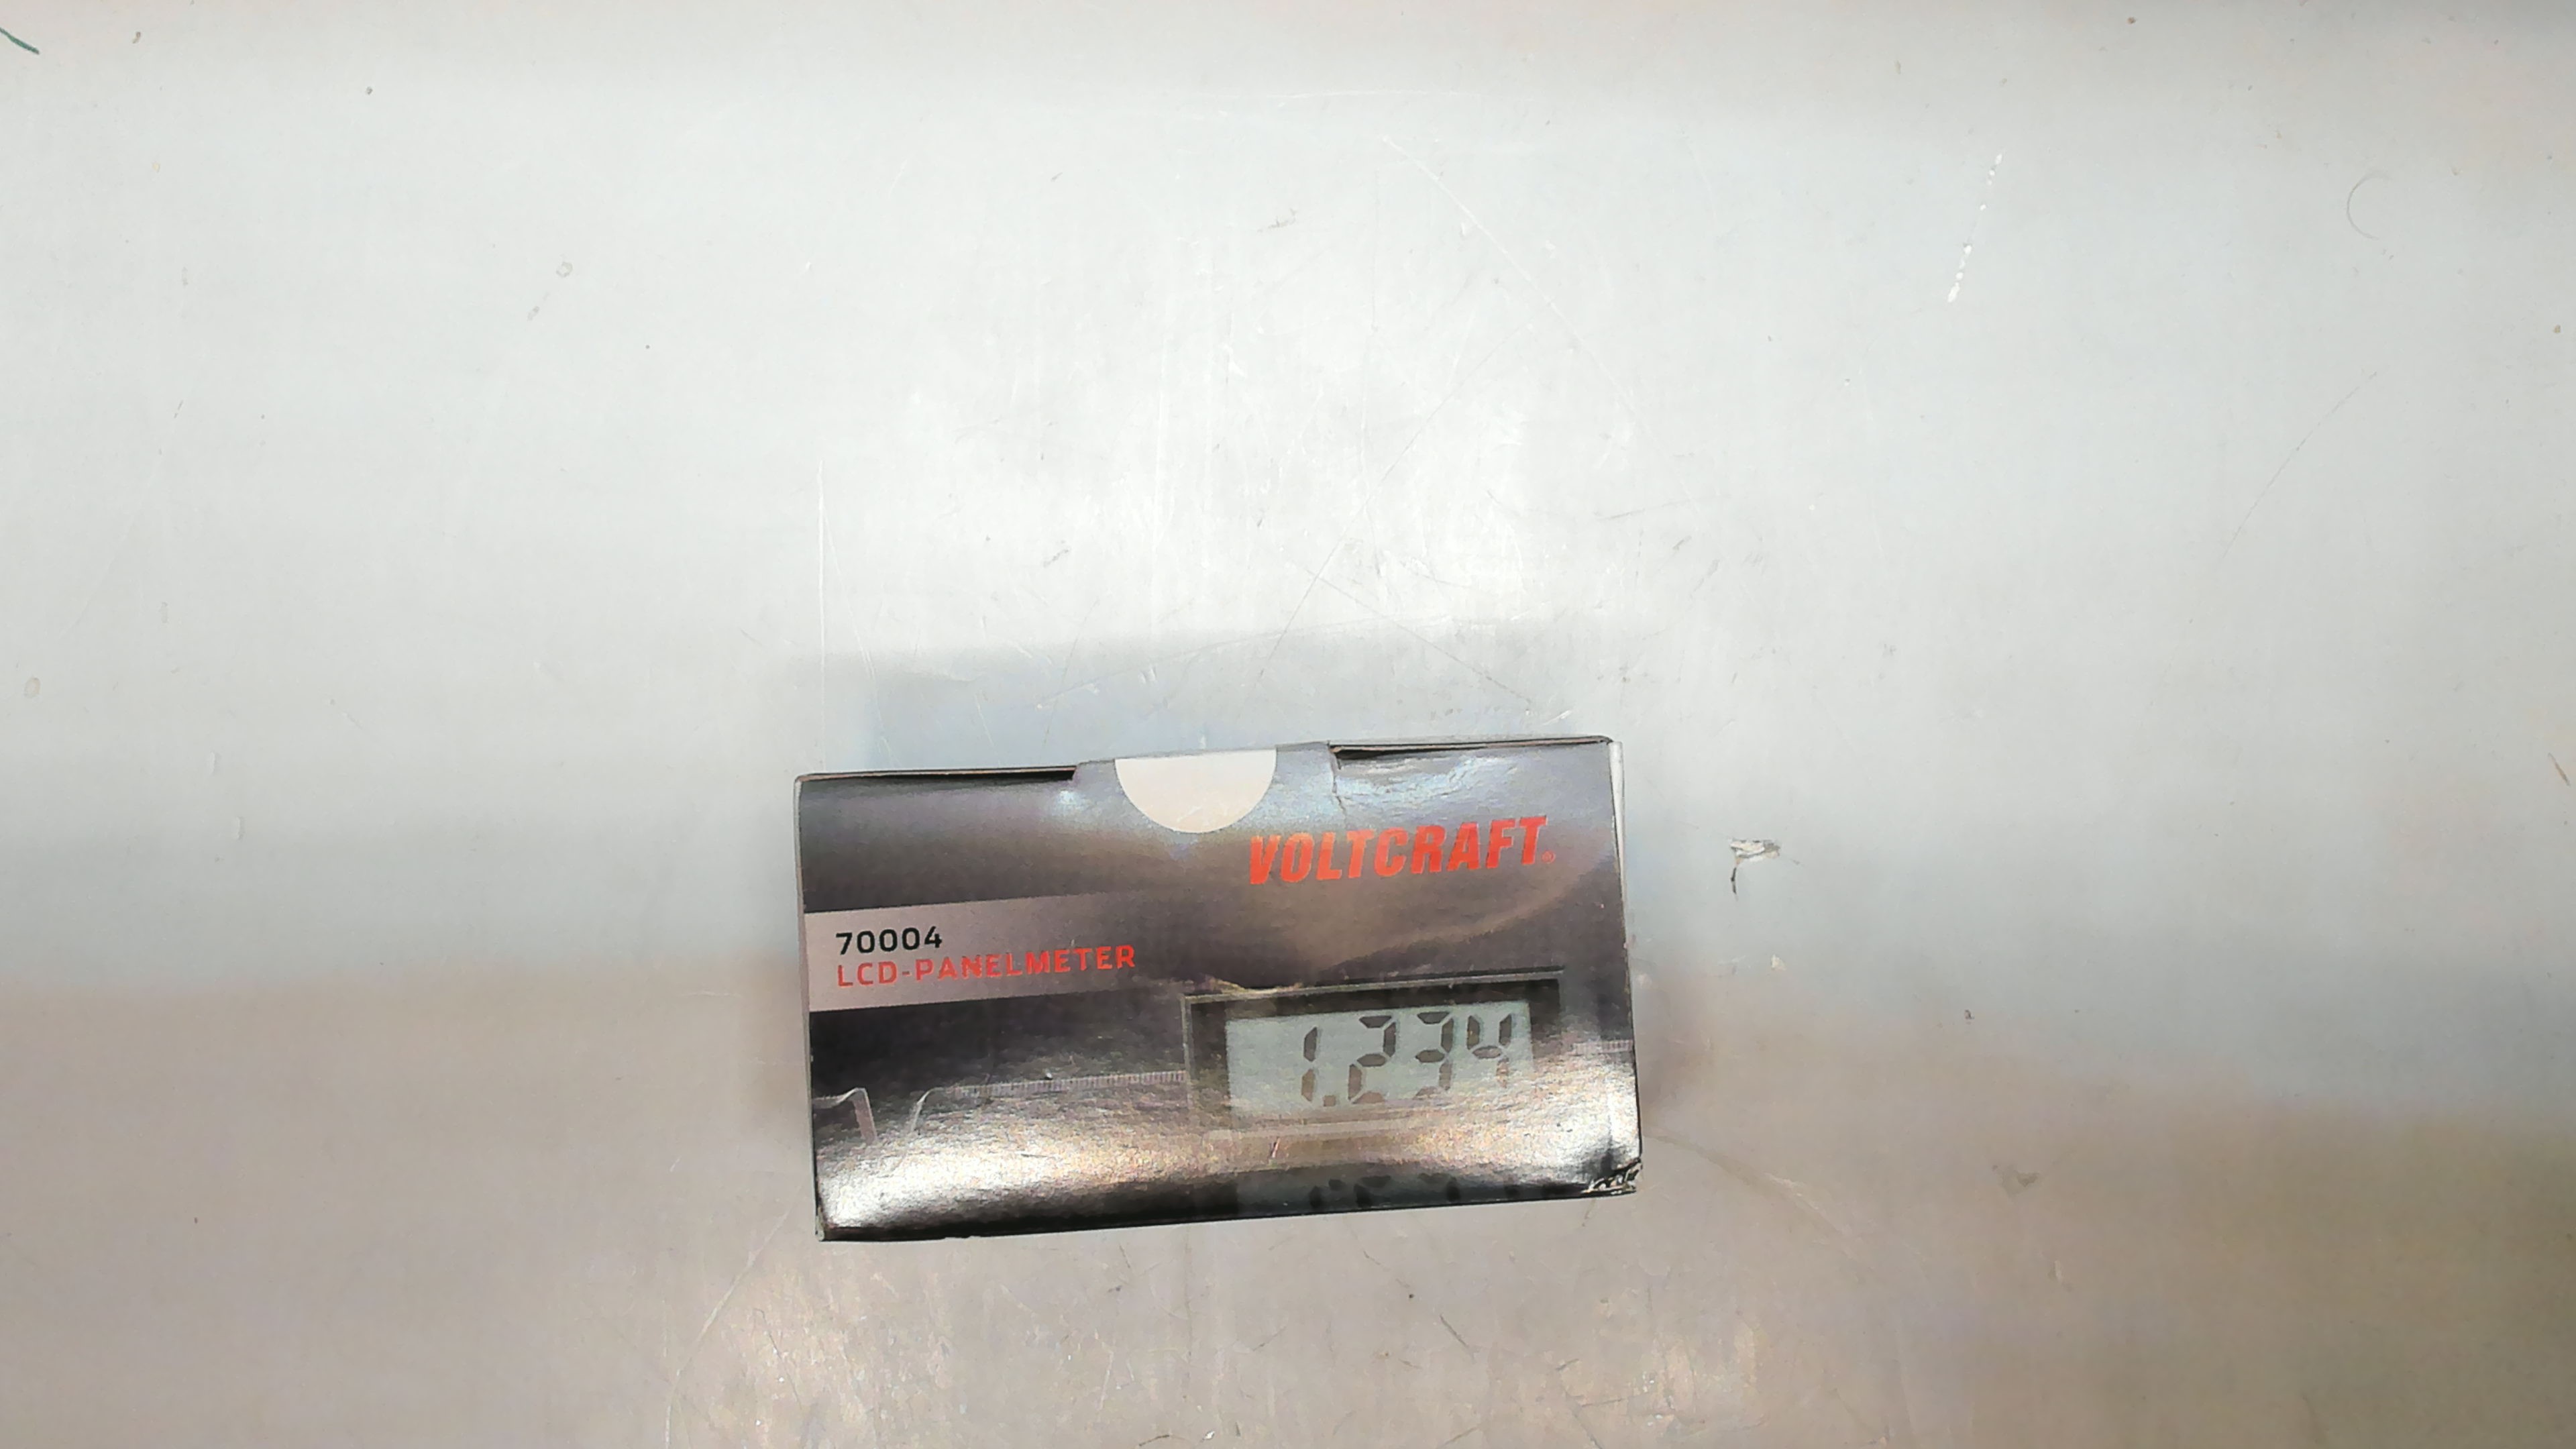 VOLTCRAFT®
70004
LCD-PANELMETER
1.234